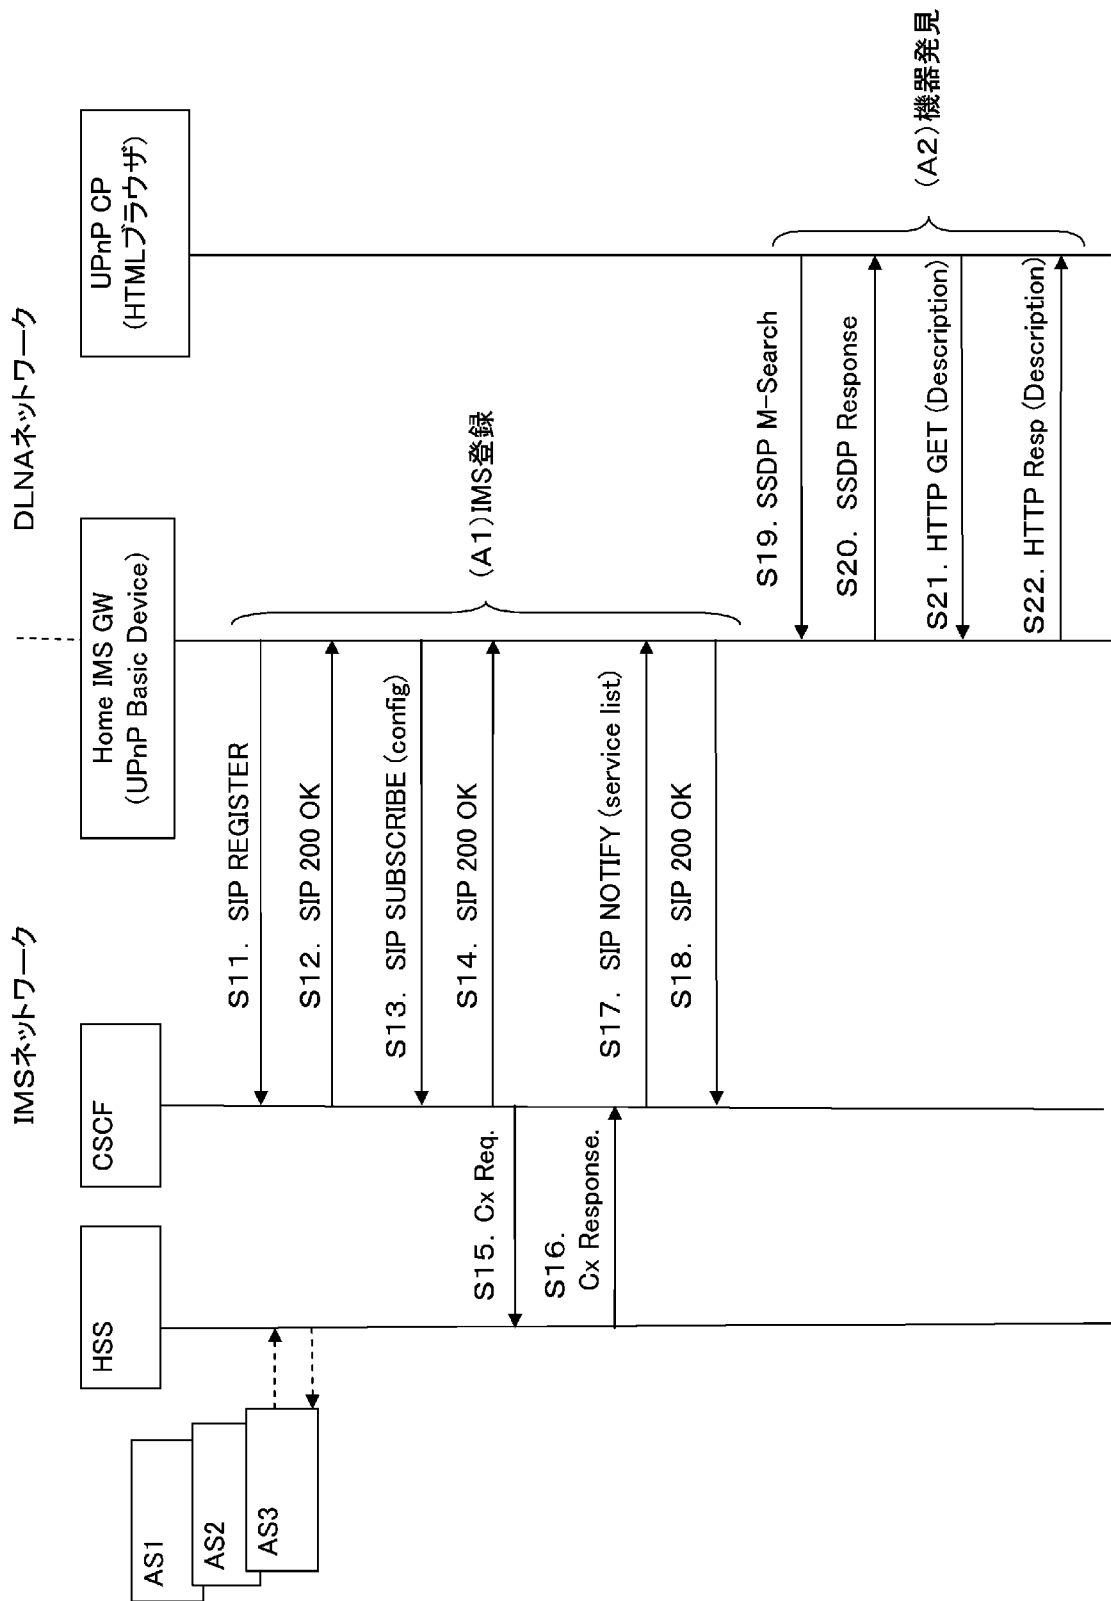 IMSネットワーク
DLNAネットワーク
AS1
AS2
AS3
HSS
CSCF
Home IMS GW
(UPnP Basic Device)
UPnP CP
(HTMLブラウザ)
S11. SIP REGISTER
S12. SIP 200 OK
S13. SIP SUBSCRIBE (config)
S14. SIP 200 OK
S15. Cx Req.
S16.
Cx Response.
S17. SIP NOTIFY (service list)
S18. SIP 200 OK
(A1)IMS登録
S19. SSDP M-Search
S20. SSDP Response
S21. HTTP GET (Description)
S22. HTTP Resp (Description)
(A2)機器発見